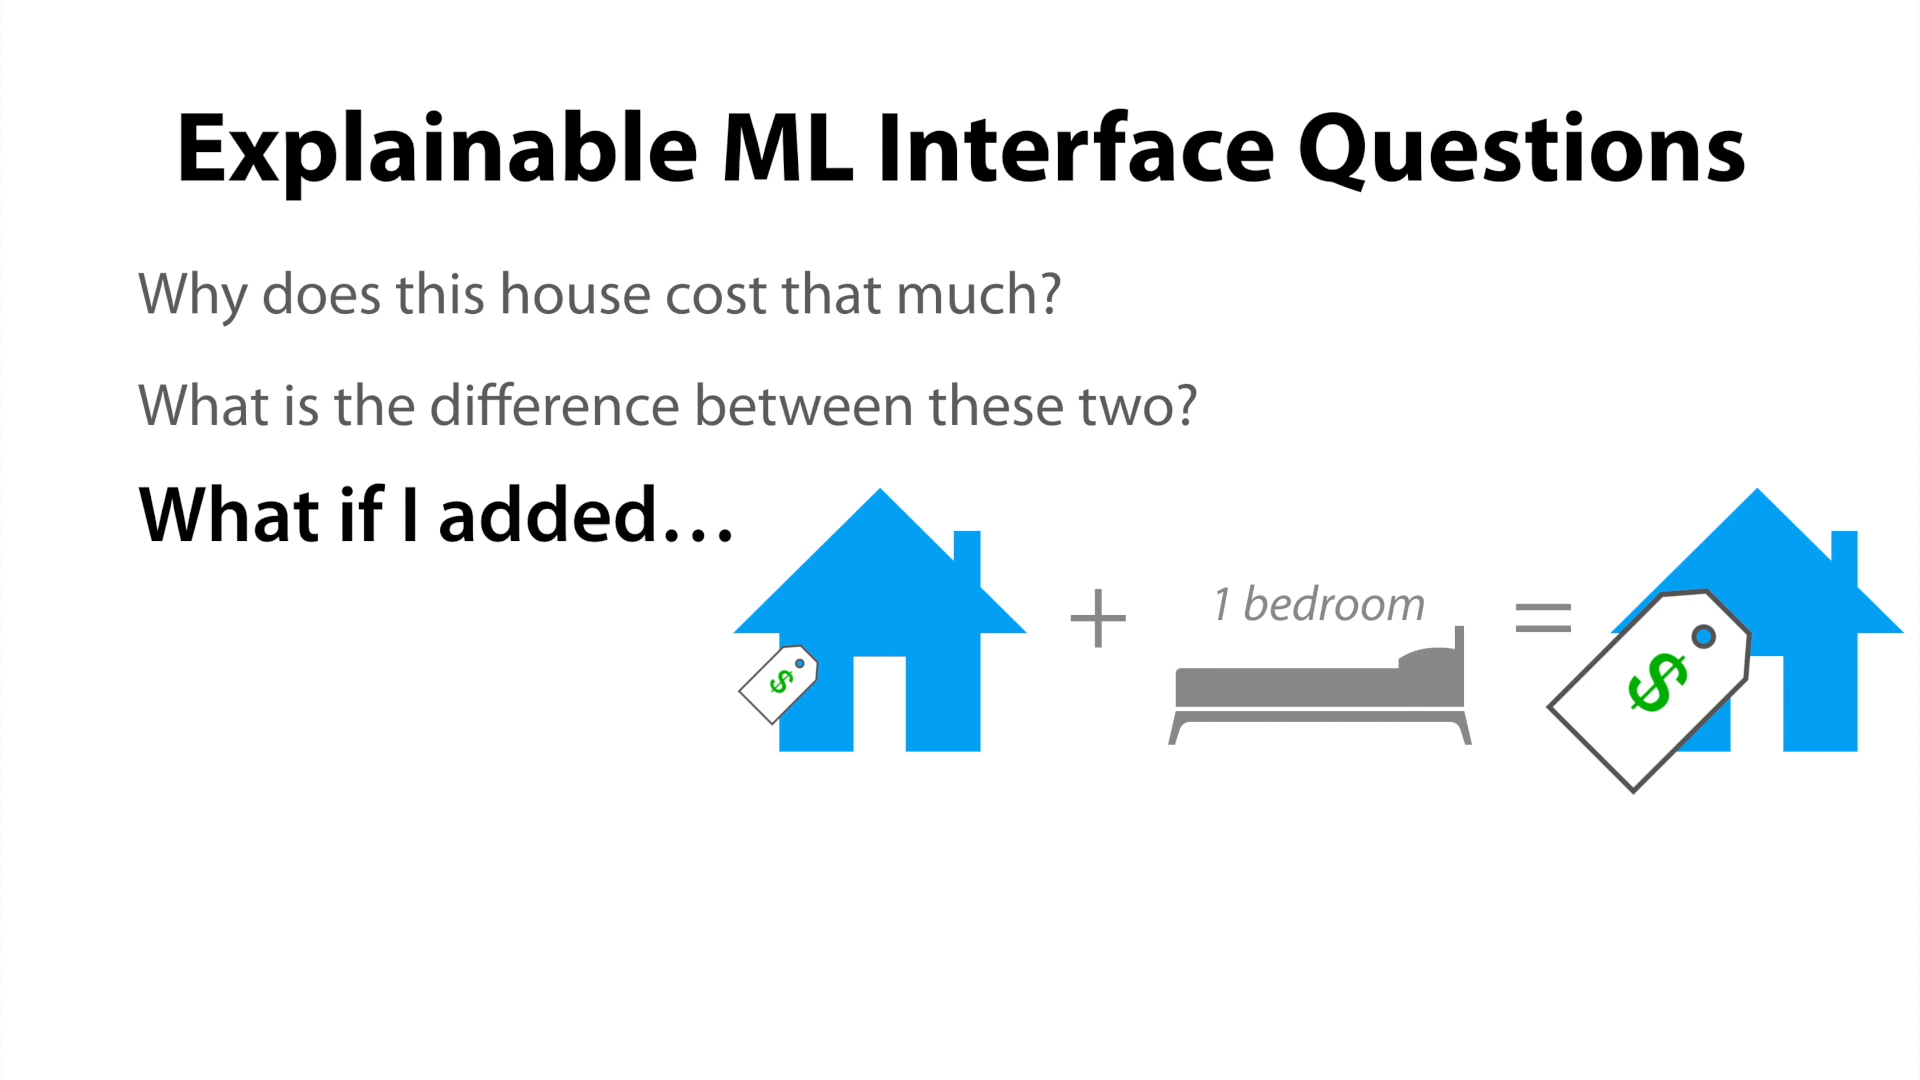 Explainable ML Interface Questions
Why does this house cost that much?
What is the difference between these two?
What if I added…
+ 1 bedroom =
$
$